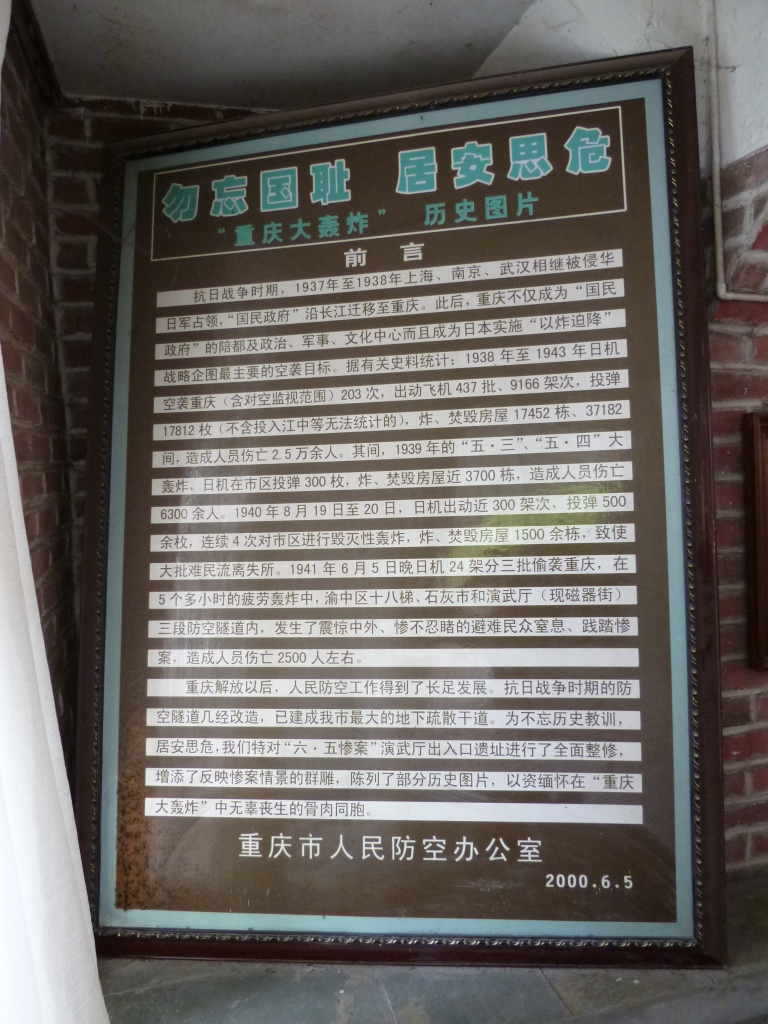 勿忘国耻 居安思危
“重庆大轰炸” 历史图片
前言
抗日战争时期，1937年至1938年上海、南京、武汉相继被侵华
日军占领，“国民政府”沿长江迁移至重庆。此后，重庆不仅成为“国民
政府”的陪都及政治、军事、文化中心而且成为日本实施“以炸迫降”
战略企图最主要的空袭目标。据有关史料统计：1938年至1943年日机
空袭重庆（含对空监视范围）203次，出动飞机437批、9166架次，投弹
17812枚（不含投入江中等无法统计的），炸、焚毁房屋17452栋、37182
间，造成人员伤亡2.5万余人。其间，1939年的“五·三”、“五·四”大
轰炸，日机在市区投弹300枚，炸、焚毁房屋近3700栋，造成人员伤亡
6300余人。1940年8月19日至20日，日机出动近300架次，投弹500
余枚，连续4次对市区进行毁灭性轰炸，炸、焚毁房屋1500余栋，致使
大批难民流离失所。1941年6月5日晚日机24架分三批偷袭重庆，在
5个多小时的疲劳轰炸中，渝中区十八梯、石灰市和演武厅（现磁器街）
三段防空隧道内，发生了震惊中外、惨不忍睹的避难民众窒息、践踏惨
案，造成人员伤亡2500人左右。
重庆解放以后，人民防空工作得到了长足发展。抗日战争时期的防
空隧道几经改造，已建成我市最大的地下疏散干道。为不忘历史教训，
居安思危，我们特对“六·五惨案”演武厅出入口遗址进行了全面整修，
增添了反映惨案情景的群雕，陈列了部分历史图片，以资缅怀在“重庆
大轰炸”中无辜丧生的骨肉同胞。
重庆市人民防空办公室
2000.6.5